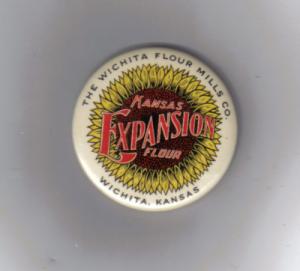 THE WICHITA FLOUR MILLS CO.
KANSAS
EXPANSION
FLOUR
WICHITA, KANSAS